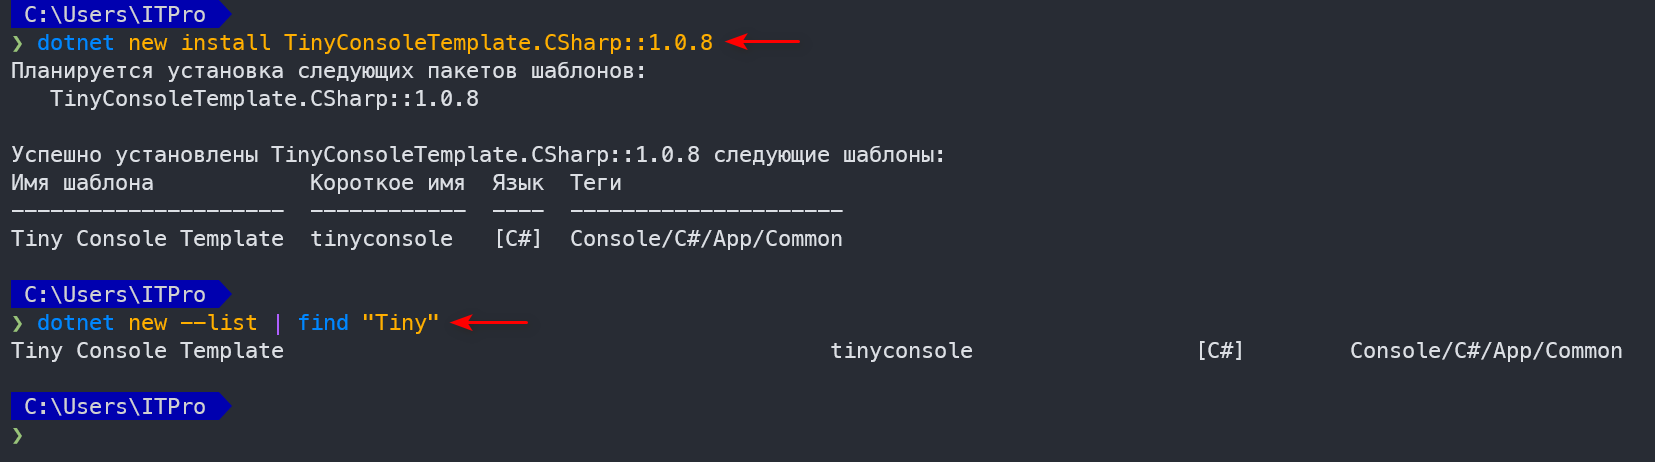 C:\Users\ITPro
❯ dotnet new install TinyConsoleTemplate.CSharp::1.0.8
Планируется установка следующих пакетов шаблонов:
   TinyConsoleTemplate.CSharp::1.0.8
Успешно установлены TinyConsoleTemplate.CSharp::1.0.8 следующие шаблоны:
Имя шаблона            Короткое имя  Язык  Теги
---------------------  ------------  ----  ---------------------
Tiny Console Template  tinyconsole   [C#]  Console/C#/App/Common
C:\Users\ITPro
❯ dotnet new --list | find "Tiny"
Tiny Console Template                                          tinyconsole                 [C#]        Console/C#/App/Common
C:\Users\ITPro
❯